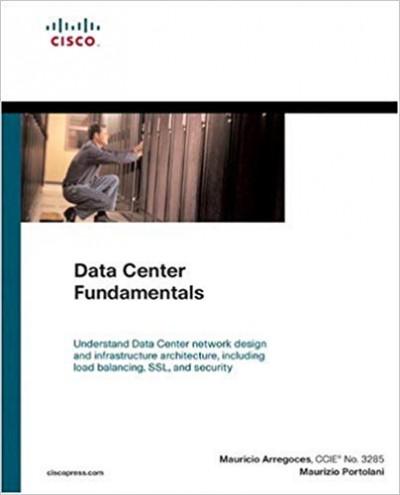 CISCO.
Data Center
Fundamentals
Understand Data Center network design
and infrastructure architecture, including
load balancing, SSL, and security
Mauricio Arregoces, CCIE® No. 3285
ciscopress.com
Maurizio Portolani